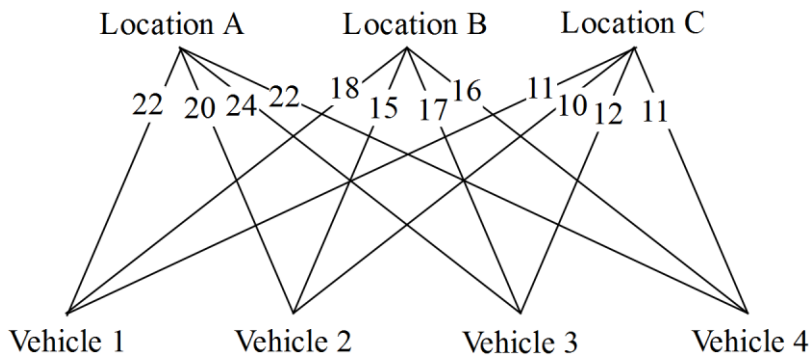 Location A Location B Location C
22 20 24 22 18 15 17 16 11 10 12 11
Vehicle 1 Vehicle 2 Vehicle 3 Vehicle 4